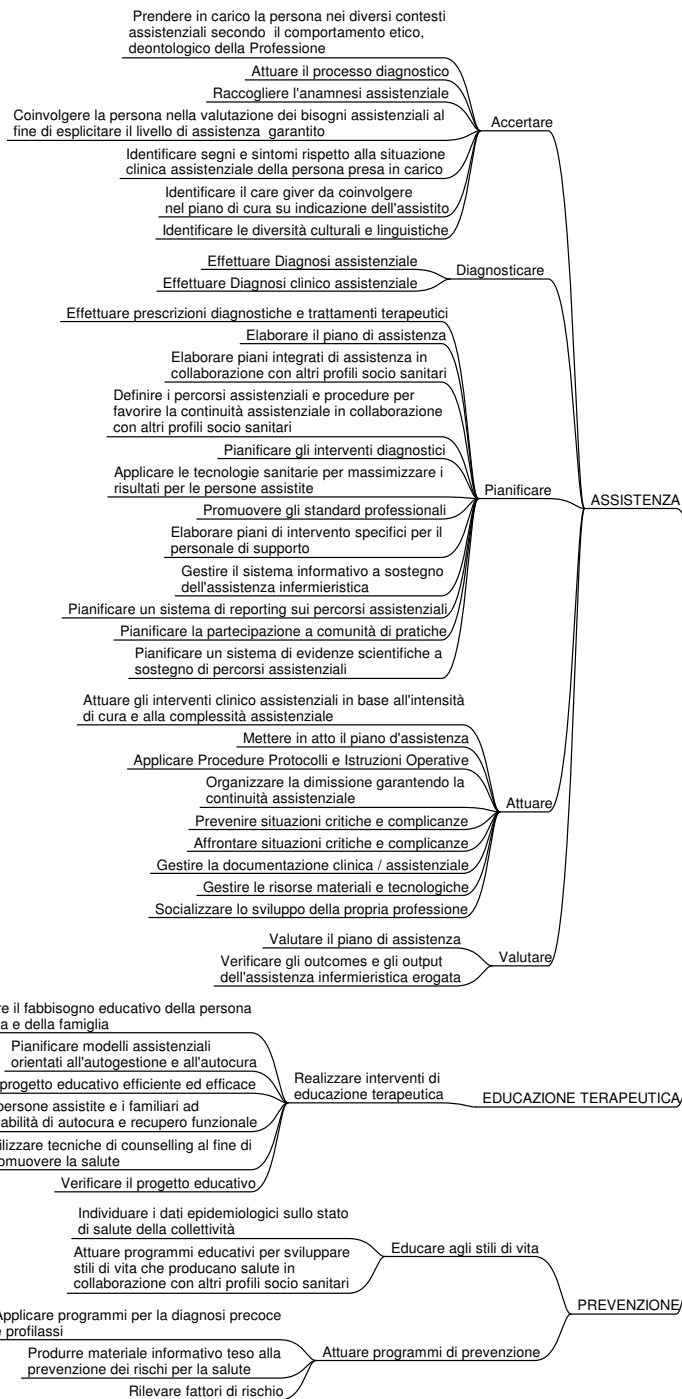 Prendere in carico la persona nei diversi contesti
assistenziali secondo il comportamento etico,
deontologico della Professione
Attuare il processo diagnostico
Raccogliere l'anamnesi assistenziale
Coinvolgere la persona nella valutazione dei bisogni assistenziali al
fine di esplicitare il livello di assistenza garantito
Identificare segni e sintomi rispetto alla situazione
clinica assistenziale della persona presa in carico
Identificare il care giver da coinvolgere
nel piano di cura su indicazione dell'assistito
Identificare le diversità culturali e linguistiche
Accertare
Effettuare Diagnosi assistenziale
Effettuare Diagnosi clinico assistenziale
Diagnosticare
Effettuare prescrizioni diagnostiche e trattamenti terapeutici
Elaborare il piano di assistenza
Elaborare piani integrati di assistenza in
collaborazione con altri profili socio sanitari
Definire i percorsi assistenziali e procedure per
favorire la continuità assistenziale in collaborazione
con altri profili socio sanitari
Pianificare gli interventi diagnostici
Applicare le tecnologie sanitarie per massimizzare i
risultati per le persone assistite
Promuovere gli standard professionali
Elaborare piani di intervento specifici per il
personale di supporto
Gestire il sistema informativo a sostegno
dell'assistenza infermieristica
Pianificare un sistema di reporting sui percorsi assistenziali
Pianificare la partecipazione a comunità di pratiche
Pianificare un sistema di evidenze scientifiche a
sostegno di percorsi assistenziali
Pianificare
ASSISTENZA
Attuare gli interventi clinico assistenziali in base all'intensità
di cura e alla complessità assistenziale
Mettere in atto il piano d'assistenza
Applicare Procedure Protocolli e Istruzioni Operative
Organizzare la dimissione garantendo la
continuità assistenziale
Prevenire situazioni critiche e complicanze
Affrontare situazioni critiche e complicanze
Gestire la documentazione clinica / assistenziale
Gestire le risorse materiali e tecnologiche
Socializzare lo sviluppo della propria professione
Attuare
Valutare il piano di assistenza
Verificare gli outcomes e gli output
dell'assistenza infermieristica erogata
Valutare
il fabbisogno educativo della persona
e della famiglia
Pianificare modelli assistenziali
orientati all'autogestione e all'autocura
progetto educativo efficiente ed efficace
persone assistite e i familiari ad
abilità di autocura e recupero funzionale
tecniche di counselling al fine di
la salute
Verificare il progetto educativo
Realizzare interventi di
educazione terapeutica
EDUCAZIONE TERAPEUTICA
Individuare i dati epidemiologici sullo stato
di salute della collettività
Attuare programmi educativi per sviluppare
stili di vita che producano salute in
collaborazione con altri profili socio sanitari
Educare agli stili di vita
PREVENZIONE
Applicare programmi per la diagnosi precoce
e profilassi
Produrre materiale informativo teso alla
prevenzione dei rischi per la salute
Rilevare fattori di rischio
Attuare programmi di prevenzione